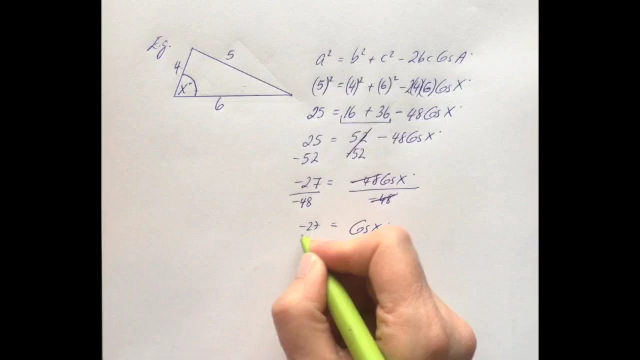 E.g.
5
4
x°
6
a² = b² + c² - 2bc Cos A°
(5)² = (4)² + (6)² - 2(4)(6) Cos X°
25 = 16 + 36 - 48 Cos X°
25 = 52 - 48 Cos X°
-52 -52
-27 = -48 Cos X°
-48 -48
-27 = Cos X°